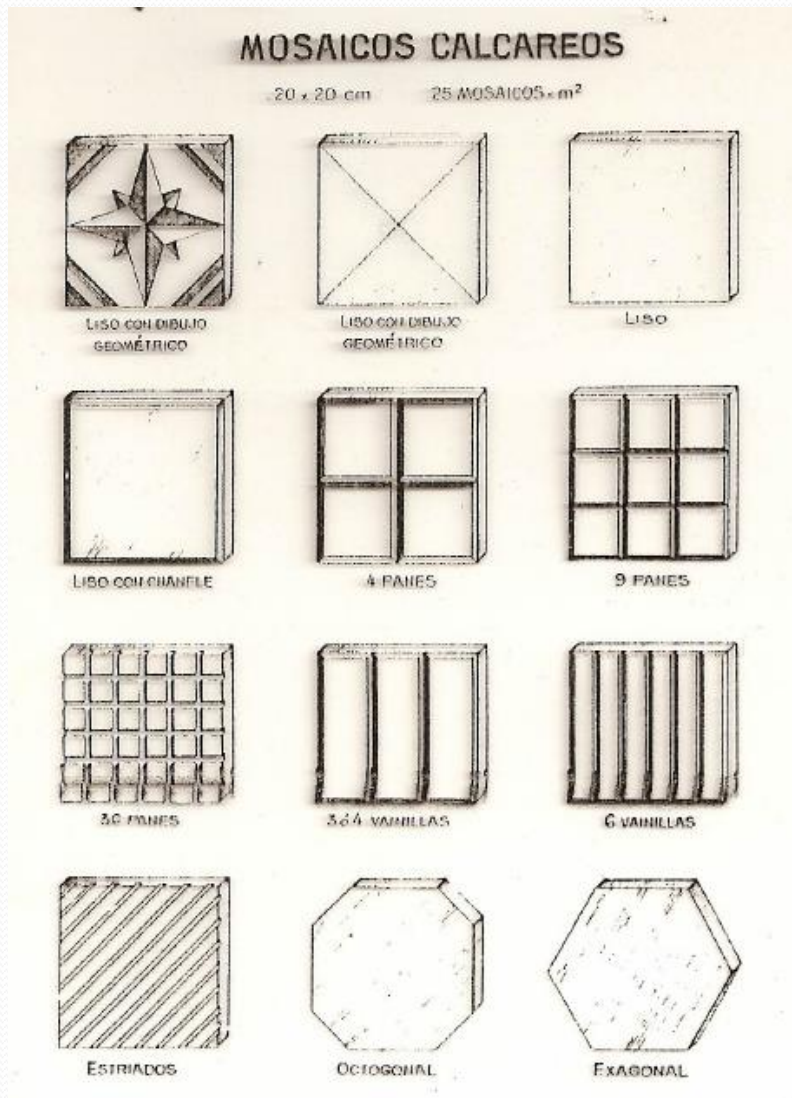 MOSAICOS CALCAREOS
20 x 20 cm 25 MOSAICOS x m²
LISO CON DIBUJO
GEOMÉTRICO
LISO CON DIBUJO
GEOMÉTRICO
LISO
LISO CON CHANFLE
4 PANES
9 PANES
36 PANES
3 ó 4 VAINILLAS
6 VAINILLAS
ESTRIADOS
OCTOGONAL
EXAGONAL